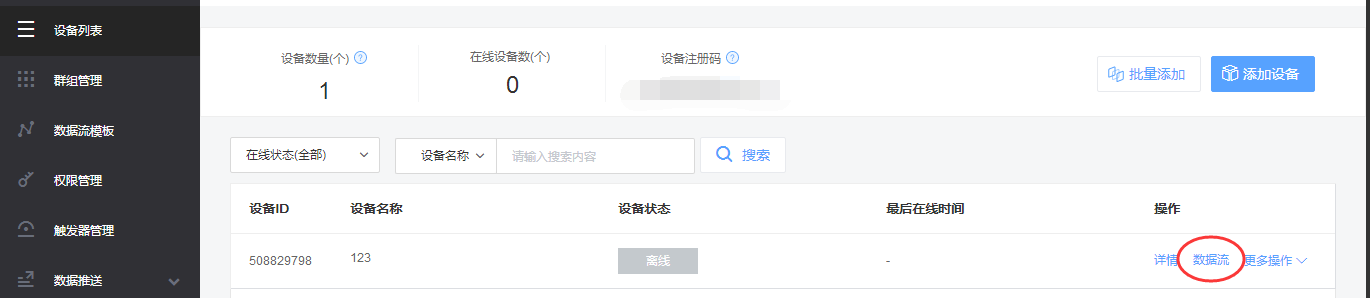 设备列表
群组管理
数据流模板
权限管理
触发器管理
数据推送
设备数量(个)
1
在线设备数(个)
0
设备注册码
批量添加
添加设备
在线状态(全部)
设备名称
请输入搜索内容
搜索
设备ID 设备名称 设备状态 最后在线时间 操作
508829798 123 离线 - 详情 数据流 更多操作